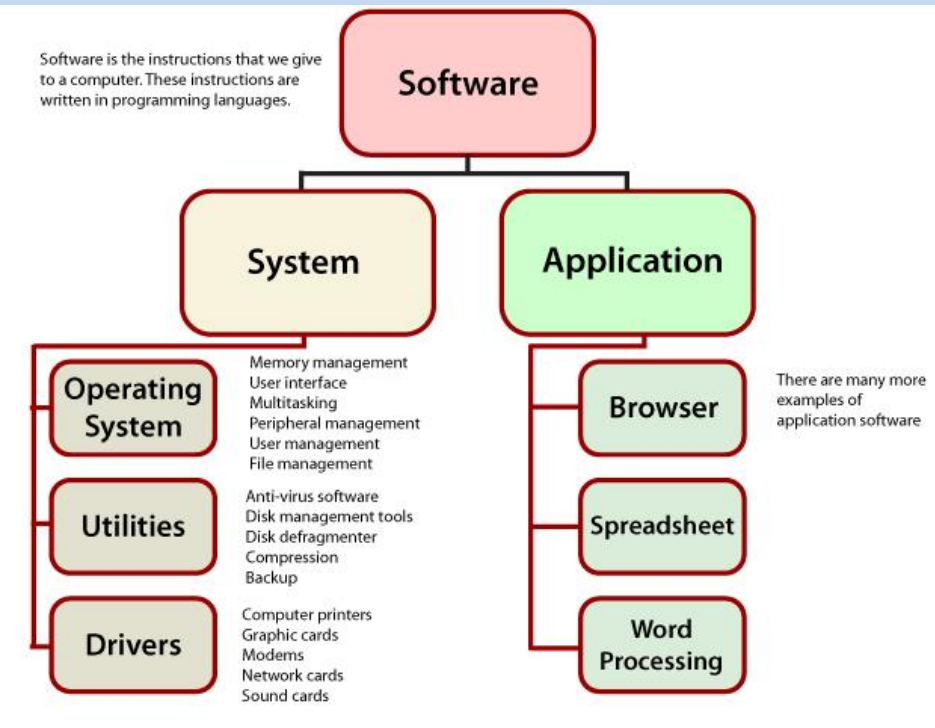 Software is the instructions that we give
to a computer. These instructions are
written in programming languages.
Software
System
Application
Operating
System
Memory management
User interface
Multitasking
Peripheral management
User management
File management
Utilities
Anti-virus software
Disk management tools
Disk defragmenter
Compression
Backup
Drivers
Computer printers
Graphic cards
Modems
Network cards
Sound cards
Browser
There are many more
examples of
application software
Spreadsheet
Word
Processing